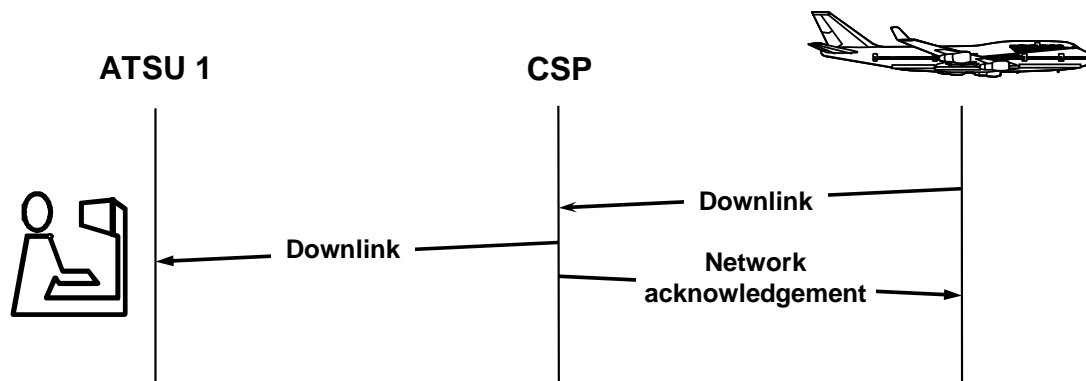 ATSU 1
CSP
Downlink
Downlink
Network
acknowledgement